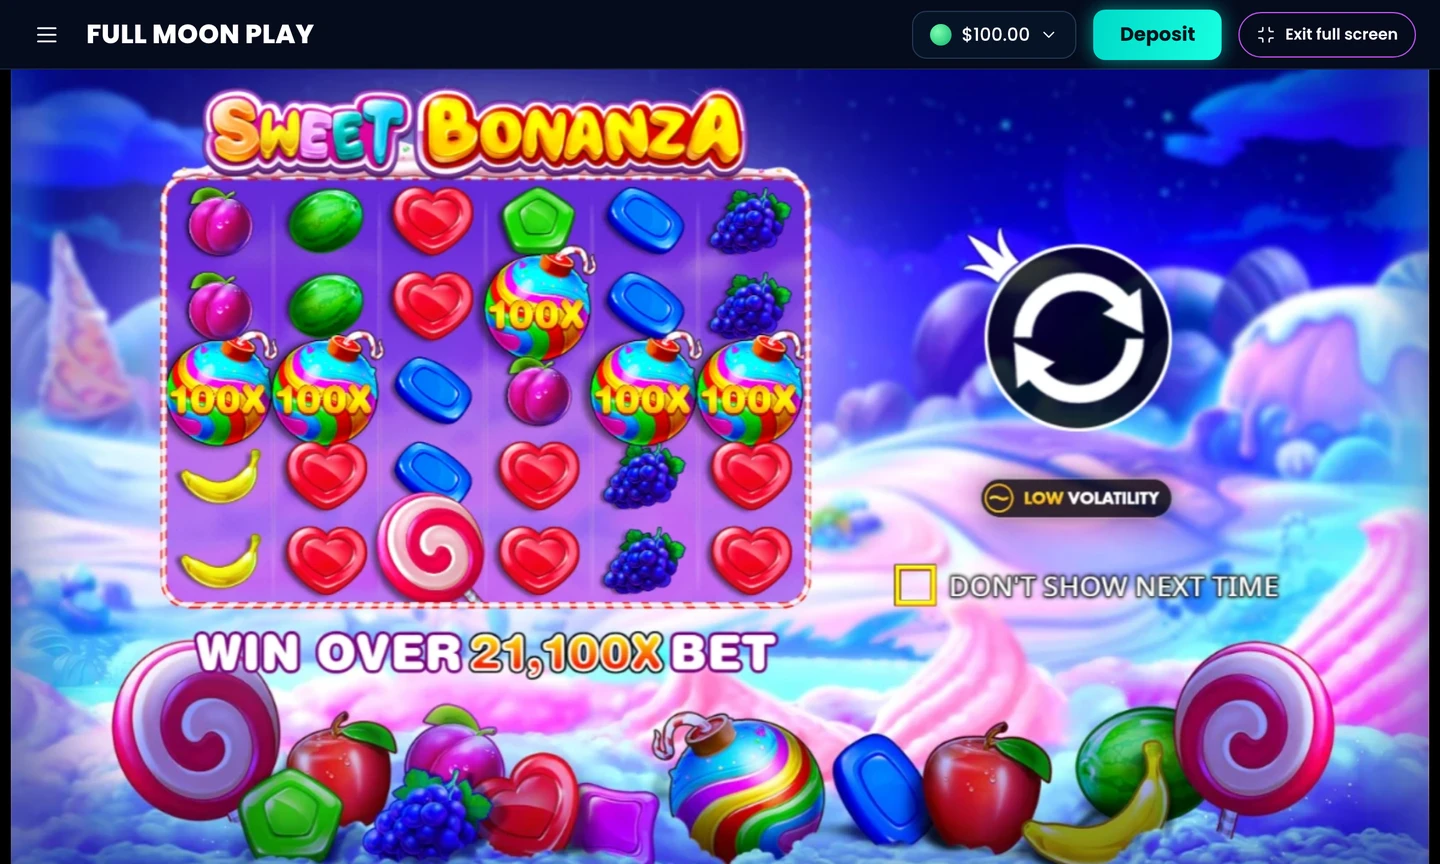 FULL MOON PLAY
$100.00
Deposit
Exit full screen
SWEET BONANZA
100X
100X
100X
100X
100X
LOW VOLATILITY
DON'T SHOW NEXT TIME
WIN OVER 21,100X BET